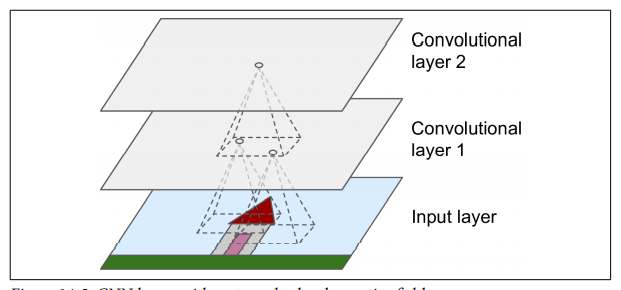 Convolutional
layer 2
Convolutional
layer 1
Input layer